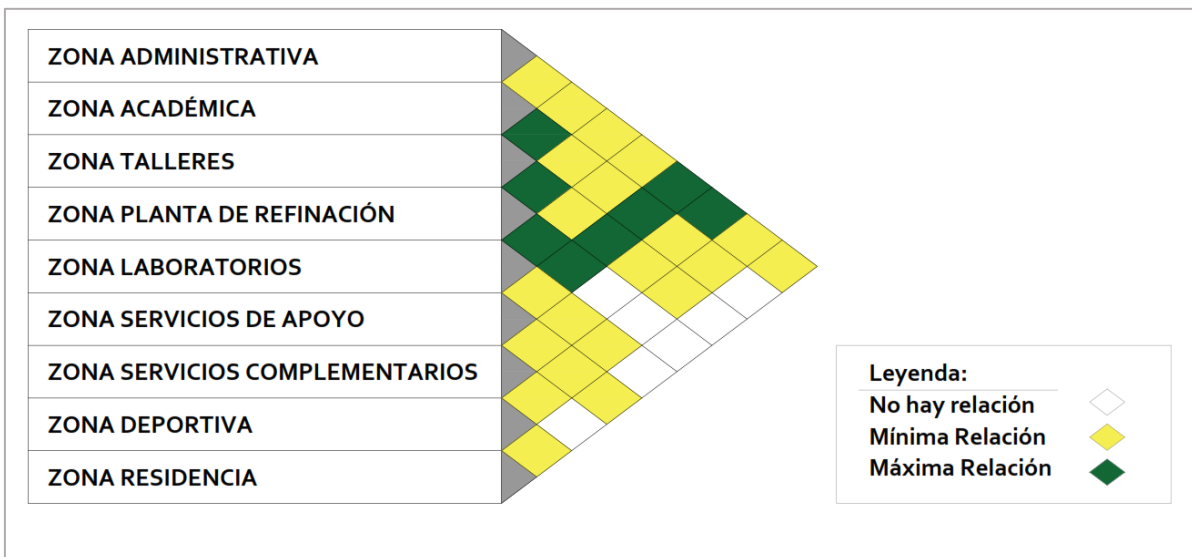 ZONA ADMINISTRATIVA
ZONA ACADÉMICA
ZONA TALLERES
ZONA PLANTA DE REFINACIÓN
ZONA LABORATORIOS
ZONA SERVICIOS DE APOYO
ZONA SERVICIOS COMPLEMENTARIOS
ZONA DEPORTIVA
ZONA RESIDENCIA
Leyenda:
No hay relación
Mínima Relación
Máxima Relación